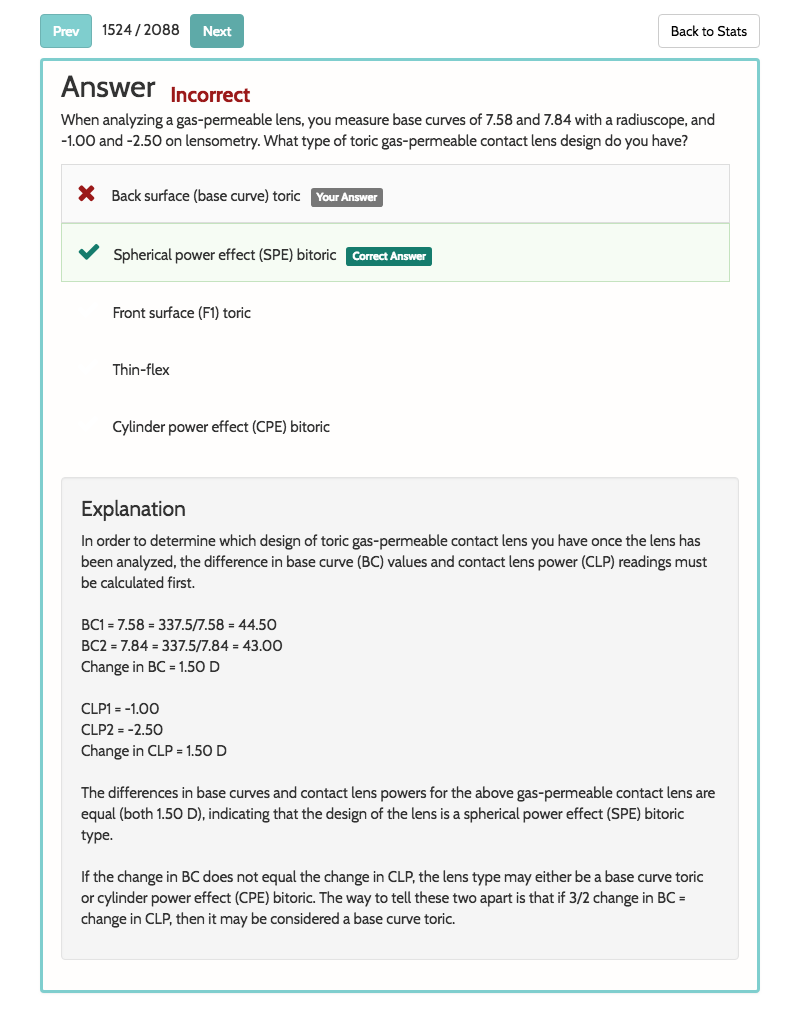 Prev 1524 / 2088 Next Back to Stats
Answer Incorrect
When analyzing a gas-permeable lens, you measure base curves of 7.58 and 7.84 with a radiuscope, and
-1.00 and -2.50 on lensometry. What type of toric gas-permeable contact lens design do you have?
Back surface (base curve) toric Your Answer
Spherical power effect (SPE) bitoric Correct Answer
Front surface (F1) toric
Thin-flex
Cylinder power effect (CPE) bitoric
Explanation
In order to determine which design of toric gas-permeable contact lens you have once the lens has
been analyzed, the difference in base curve (BC) values and contact lens power (CLP) readings must
be calculated first.
BC1 = 7.58 = 337.5/7.58 = 44.50
BC2 = 7.84 = 337.5/7.84 = 43.00
Change in BC = 1.50 D
CLP1 = -1.00
CLP2 = -2.50
Change in CLP = 1.50 D
The differences in base curves and contact lens powers for the above gas-permeable contact lens are
equal (both 1.50 D), indicating that the design of the lens is a spherical power effect (SPE) bitoric
type.
If the change in BC does not equal the change in CLP, the lens type may either be a base curve toric
or cylinder power effect (CPE) bitoric. The way to tell these two apart is that if 3/2 change in BC =
change in CLP, then it may be considered a base curve toric.